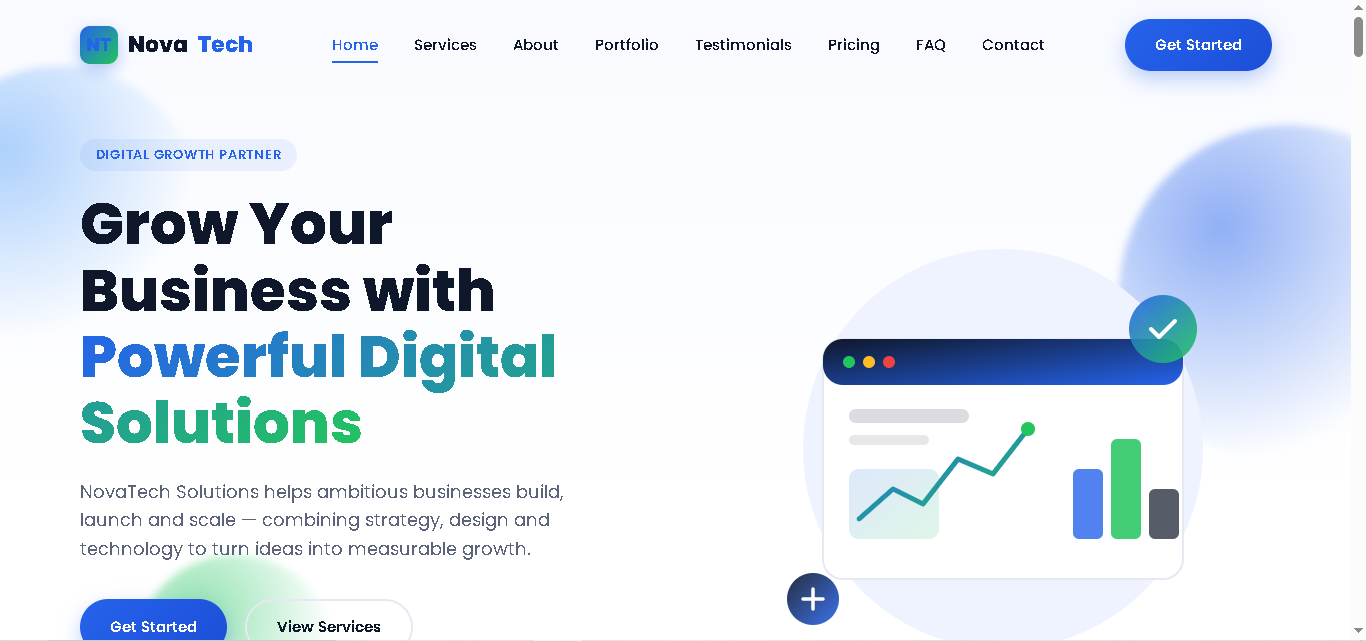 NT Nova Tech Home Services About Portfolio Testimonials Pricing FAQ Contact Get Started
DIGITAL GROWTH PARTNER
Grow Your
Business with
Powerful Digital
Solutions
NovaTech Solutions helps ambitious businesses build,
launch and scale — combining strategy, design and
technology to turn ideas into measurable growth.
Get Started View Services